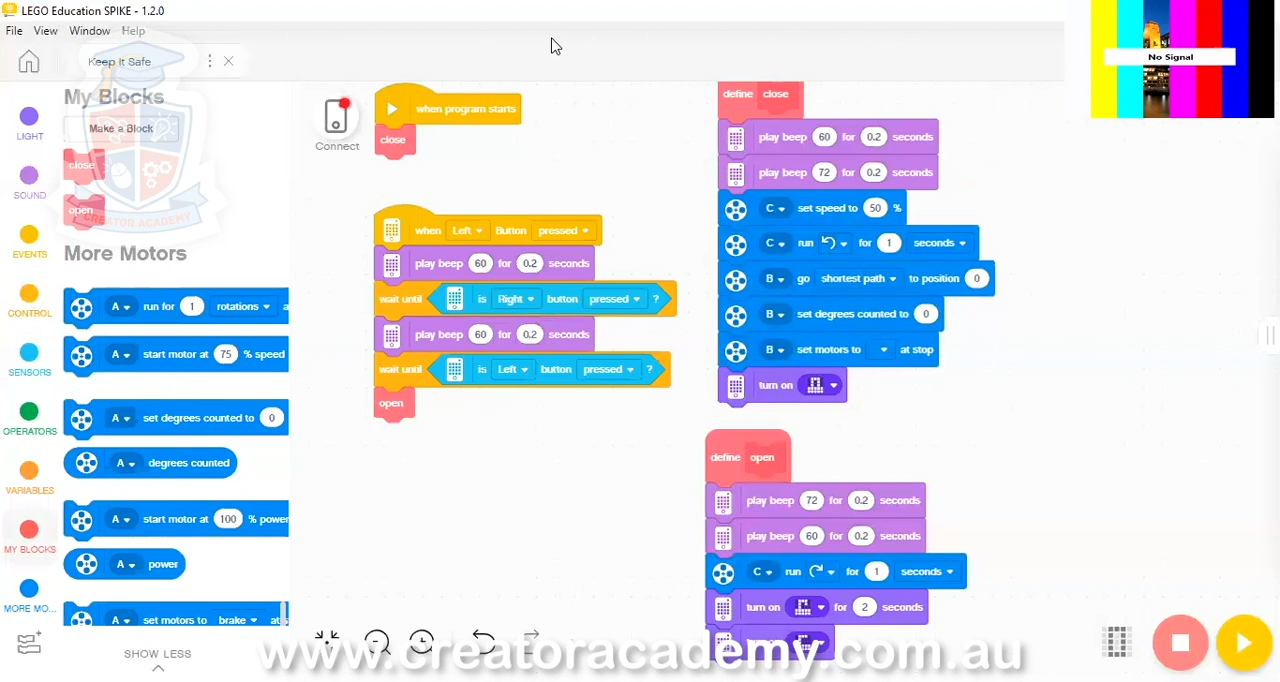 LEGO Education SPIKE - 1.2.0
File View Window Help
Keep It Safe
No Signal
LIGHT
SOUND
EVENTS
CONTROL
SENSORS
OPERATORS
VARIABLES
MY BLOCKS
MORE MO...
My Blocks
Make a Block
close
open
CREATOR ACADEMY
More Motors
A run for 1 rotations
A start motor at 75 % speed
A set degrees counted to 0
A degrees counted
A start motor at 100 % power
A power
A set motors to brake
SHOW LESS
Connect
when program starts
close
when Left Button pressed
play beep 60 for 0.2 seconds
wait until is Right button pressed ?
play beep 60 for 0.2 seconds
wait until is Left button pressed ?
open
define close
play beep 60 for 0.2 seconds
play beep 72 for 0.2 seconds
C set speed to 50 %
C run for 1 seconds
B go shortest path to position 0
B set degrees counted to 0
B set motors to at stop
turn on
define open
play beep 72 for 0.2 seconds
play beep 60 for 0.2 seconds
C run for 1 seconds
turn on for 2 seconds
www.creatoracademy.com.au